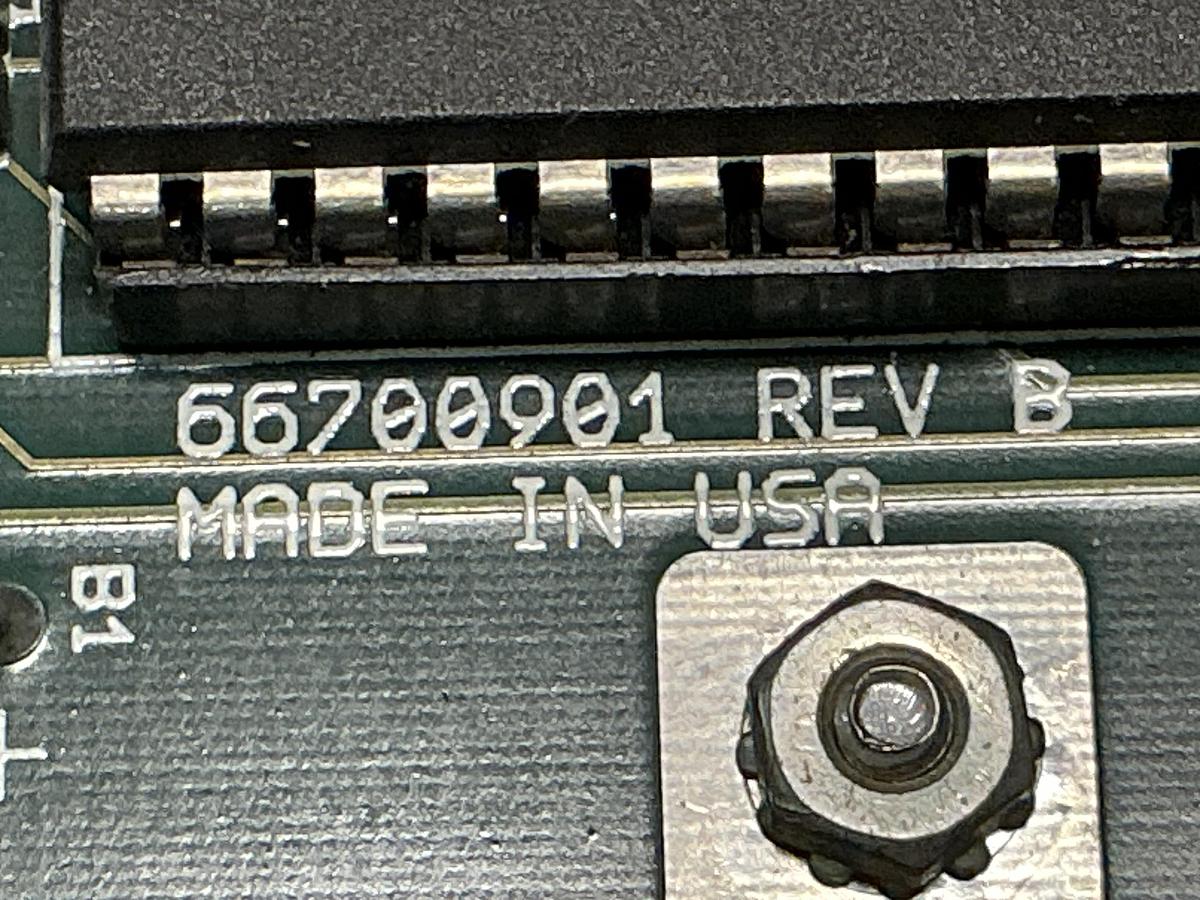 66700901 REV B
MADE IN USA
B1
+